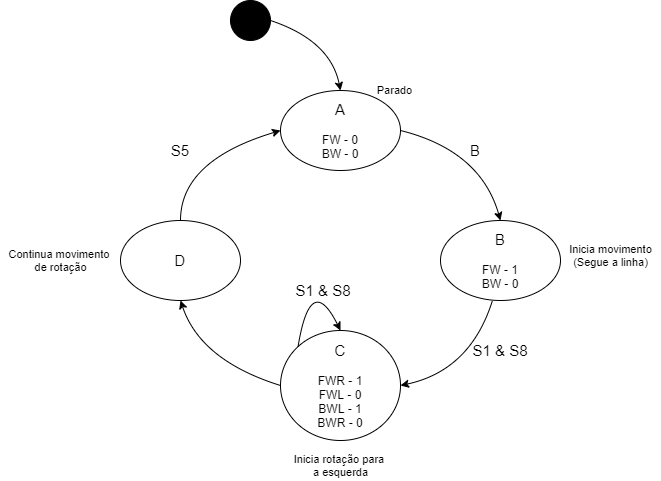 Parado
A
FW - 0
BW - 0
S5
B
Continua movimento
de rotação
D
B
FW - 1
BW - 0
Inicia movimento
(Segue a linha)
S1 & S8
S1 & S8
C
FWR - 1
FWL - 0
BWL - 1
BWR - 0
Inicia rotação para
a esquerda